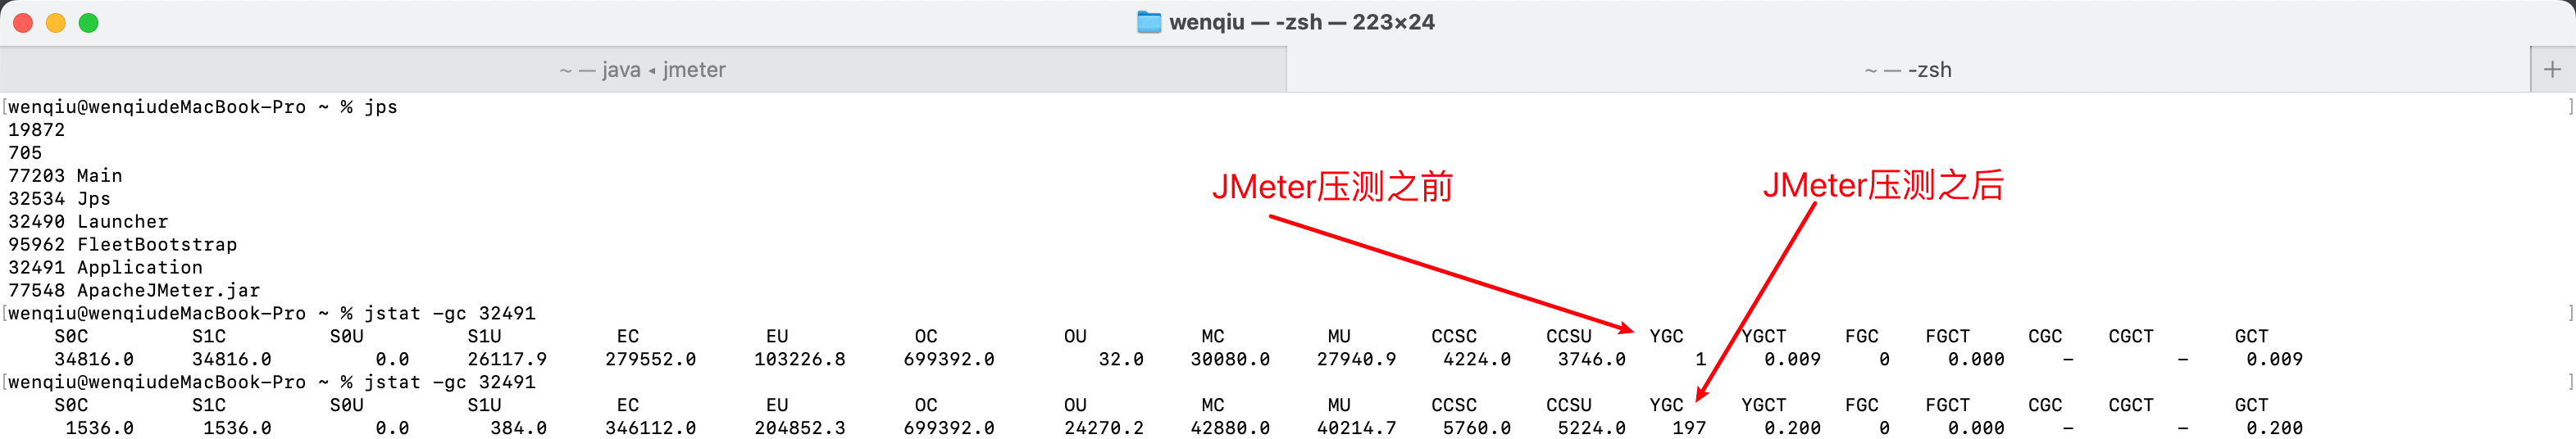 wenqiu — -zsh — 223×24
~ — java ◂ jmeter
~ — -zsh
+
[wenqiu@wenqiudeMacBook-Pro ~ % jps ]
19872
705
77203 Main
32534 Jps
32490 Launcher
95962 FleetBootstrap
32491 Application
77548 ApacheJMeter.jar
JMeter压测之前
JMeter压测之后
[wenqiu@wenqiudeMacBook-Pro ~ % jstat -gc 32491 ]
S0C S1C S0U S1U EC EU OC OU MC MU CCSC CCSU YGC YGCT FGC FGCT CGC CGCT GCT
34816.0 34816.0 0.0 26117.9 279552.0 103226.8 699392.0 32.0 30080.0 27940.9 4224.0 3746.0 1 0.009 0 0.000 - - 0.009
[wenqiu@wenqiudeMacBook-Pro ~ % jstat -gc 32491 ]
S0C S1C S0U S1U EC EU OC OU MC MU CCSC CCSU YGC YGCT FGC FGCT CGC CGCT GCT
1536.0 1536.0 0.0 384.0 346112.0 204852.3 699392.0 24270.2 42880.0 40214.7 5760.0 5224.0 197 0.200 0 0.000 - - 0.200